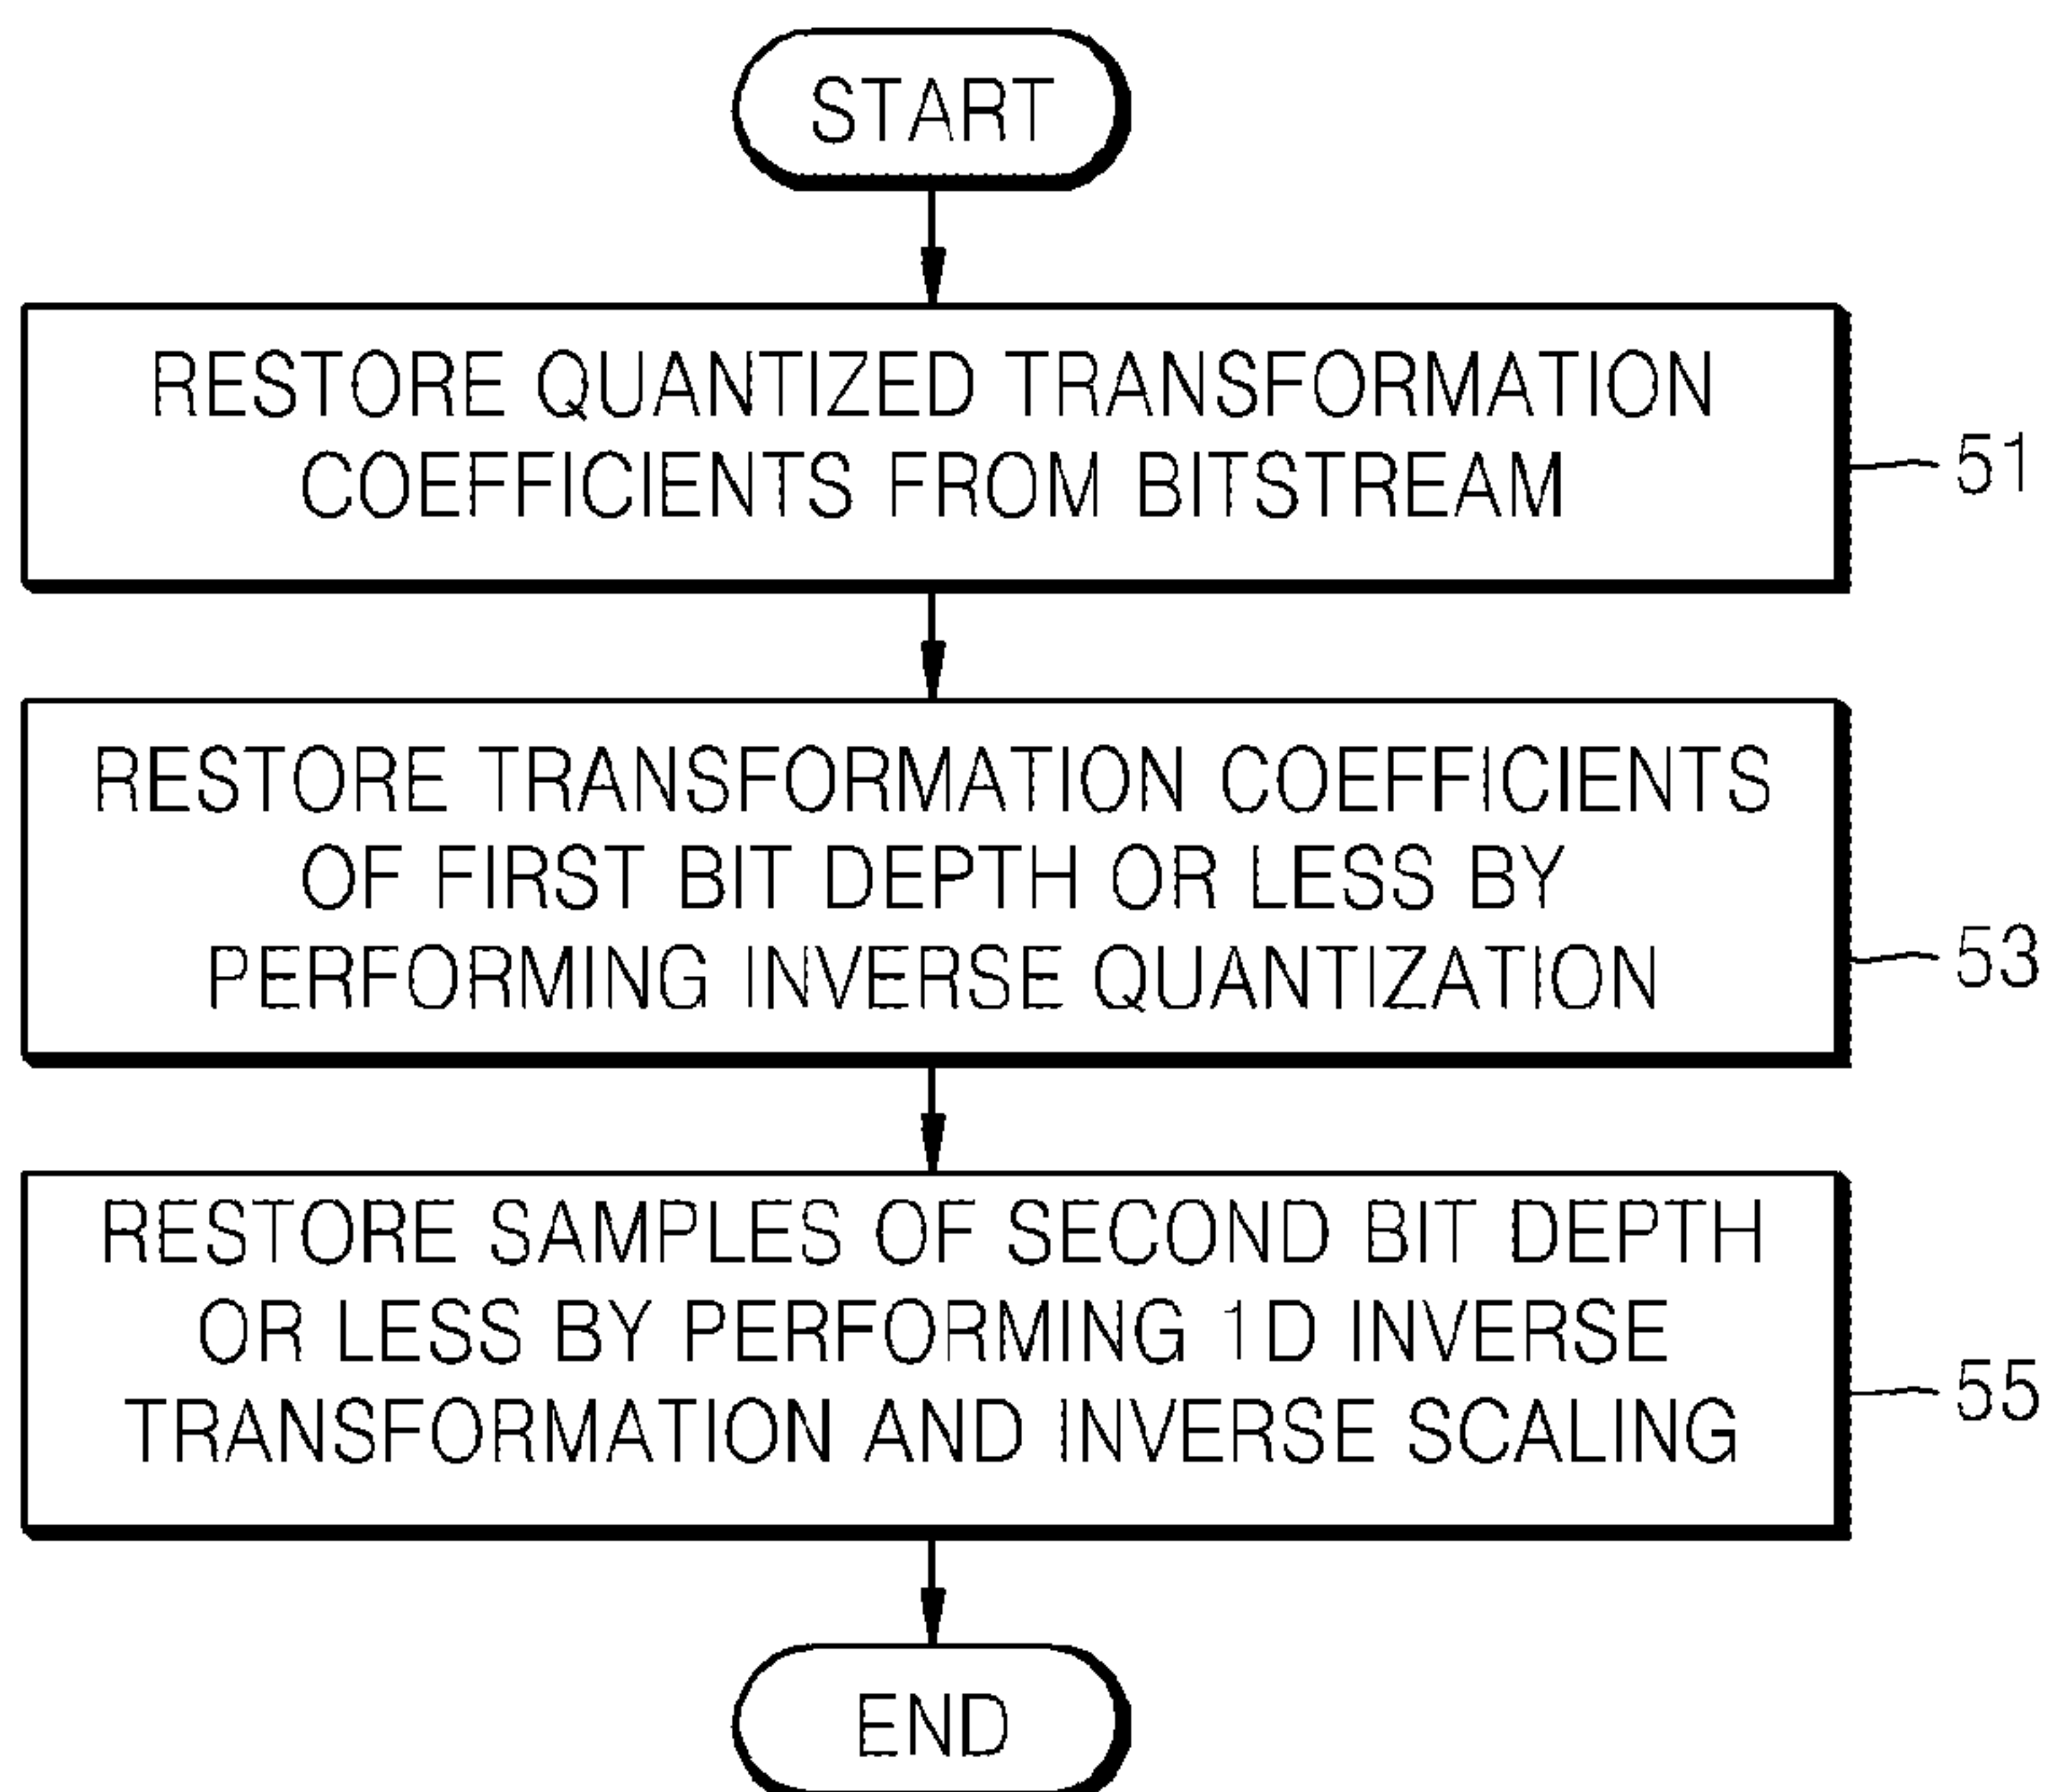 START
RESTORE QUANTIZED TRANSFORMATION
COEFFICIENTS FROM BITSTREAM
51
RESTORE TRANSFORMATION COEFFICIENTS
OF FIRST BIT DEPTH OR LESS BY
PERFORMING INVERSE QUANTIZATION
53
RESTORE SAMPLES OF SECOND BIT DEPTH
OR LESS BY PERFORMING 1D INVERSE
TRANSFORMATION AND INVERSE SCALING
55
END